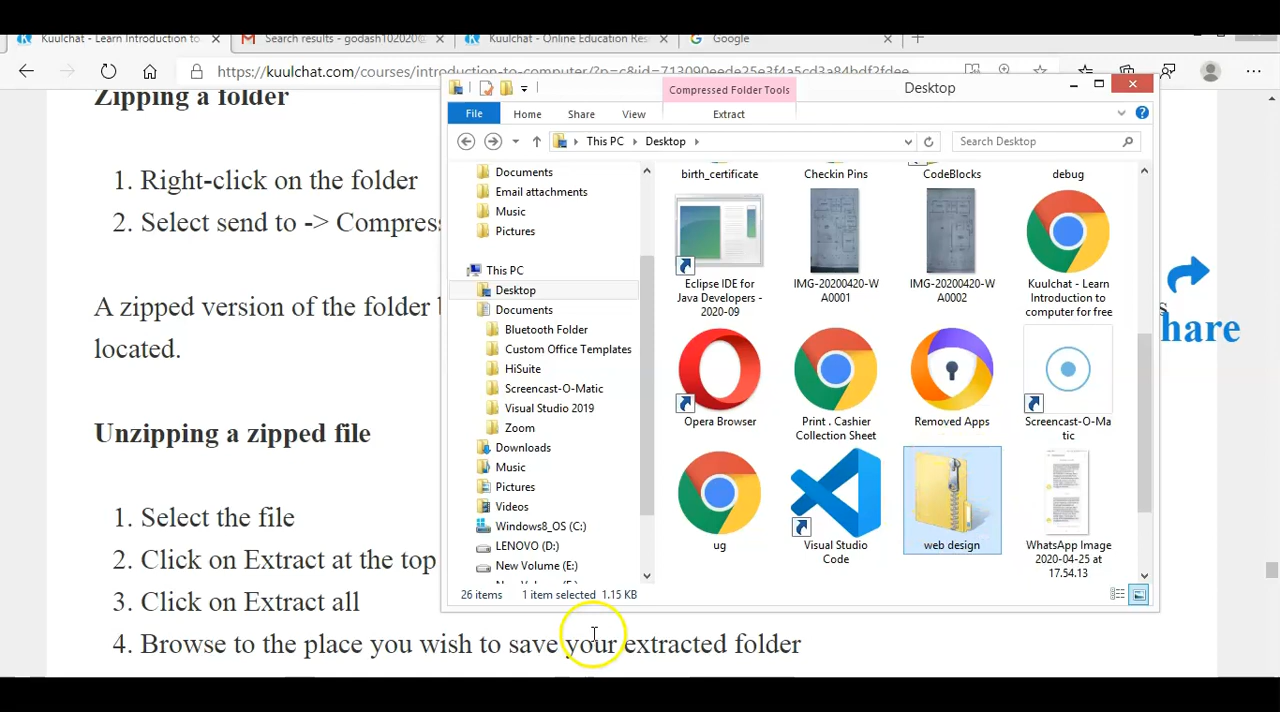 Kuulchat - Learn Introduction to
Search results - godash102020
Kuulchat - Online Education Res
Google
https://kuulchat.com/courses/introduction-to-computer/?p=c&id=713090eede25e3f4a5cd3a84bdf2fdee
Zipping a folder
1. Right-click on the folder
2. Select send to -> Compres
A zipped version of the folder
located.
Unzipping a zipped file
1. Select the file
2. Click on Extract at the top
3. Click on Extract all
4. Browse to the place you wish to save your extracted folder
hare
Compressed Folder Tools
Desktop
File
Home
Share
View
Extract
This PC
Desktop
Search Desktop
Documents
Email attachments
Music
Pictures
This PC
Desktop
Documents
Bluetooth Folder
Custom Office Templates
HiSuite
Screencast-O-Matic
Visual Studio 2019
Zoom
Downloads
Music
Pictures
Videos
Windows8_OS (C:)
LENOVO (D:)
New Volume (E:)
birth_certificate
Checkin Pins
CodeBlocks
debug
Eclipse IDE for
Java Developers -
2020-09
IMG-20200420-W
A0001
IMG-20200420-W
A0002
Kuulchat - Learn
Introduction to
computer for free
Opera Browser
Print . Cashier
Collection Sheet
Removed Apps
Screencast-O-Ma
tic
ug
Visual Studio
Code
web design
WhatsApp Image
2020-04-25 at
17.54.13
26 items
1 item selected 1.15 KB